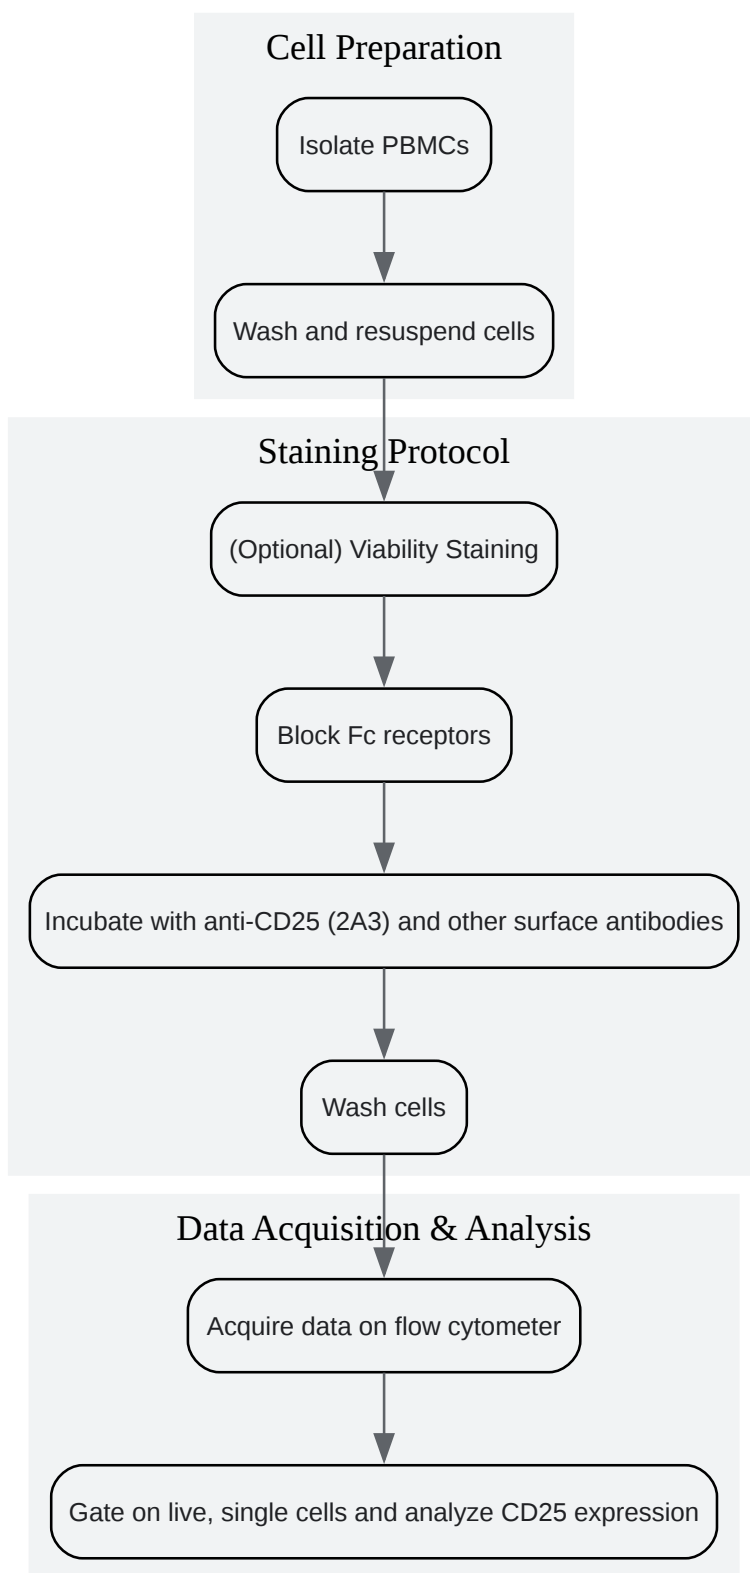 Cell Preparation
Isolate PBMCs
Wash and resuspend cells
Staining Protocol
(Optional) Viability Staining
Block Fc receptors
Incubate with anti-CD25 (2A3) and other surface antibodies
Wash cells
Data Acquisition & Analysis
Acquire data on flow cytometer
Gate on live, single cells and analyze CD25 expression